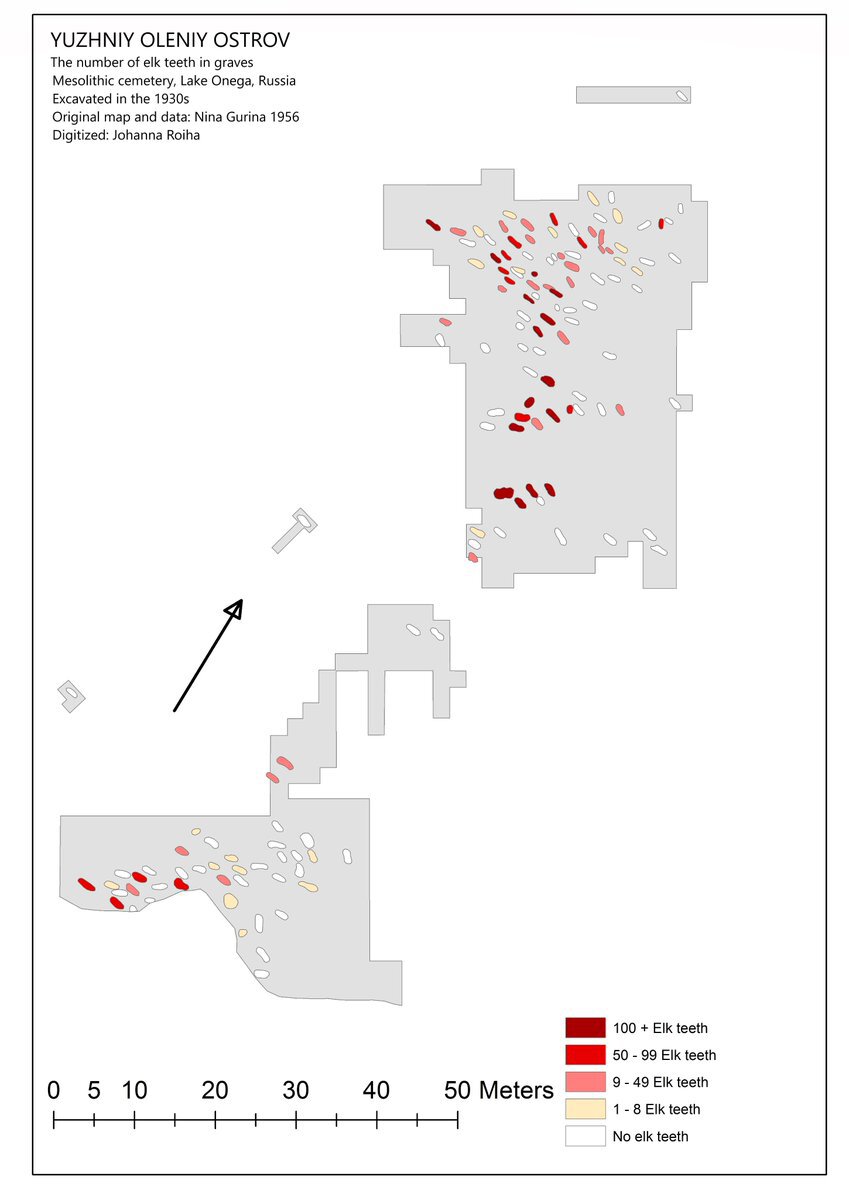 YUZHNIY OLENIY OSTROV
The number of elk teeth in graves
Mesolithic cemetery, Lake Onega, Russia
Excavated in the 1930s
Original map and data: Nina Gurina 1956
Digitized: Johanna Roiha
100 + Elk teeth
50 - 99 Elk teeth
9 - 49 Elk teeth
1 - 8 Elk teeth
No elk teeth
0 5 10 20 30 40 50 Meters